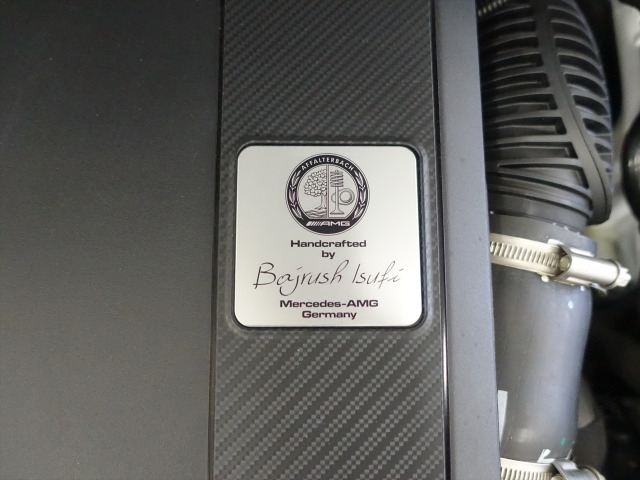 AFFALTERBACH
AMG
Handcrafted
by
Bajrush Isufi
Mercedes-AMG
Germany